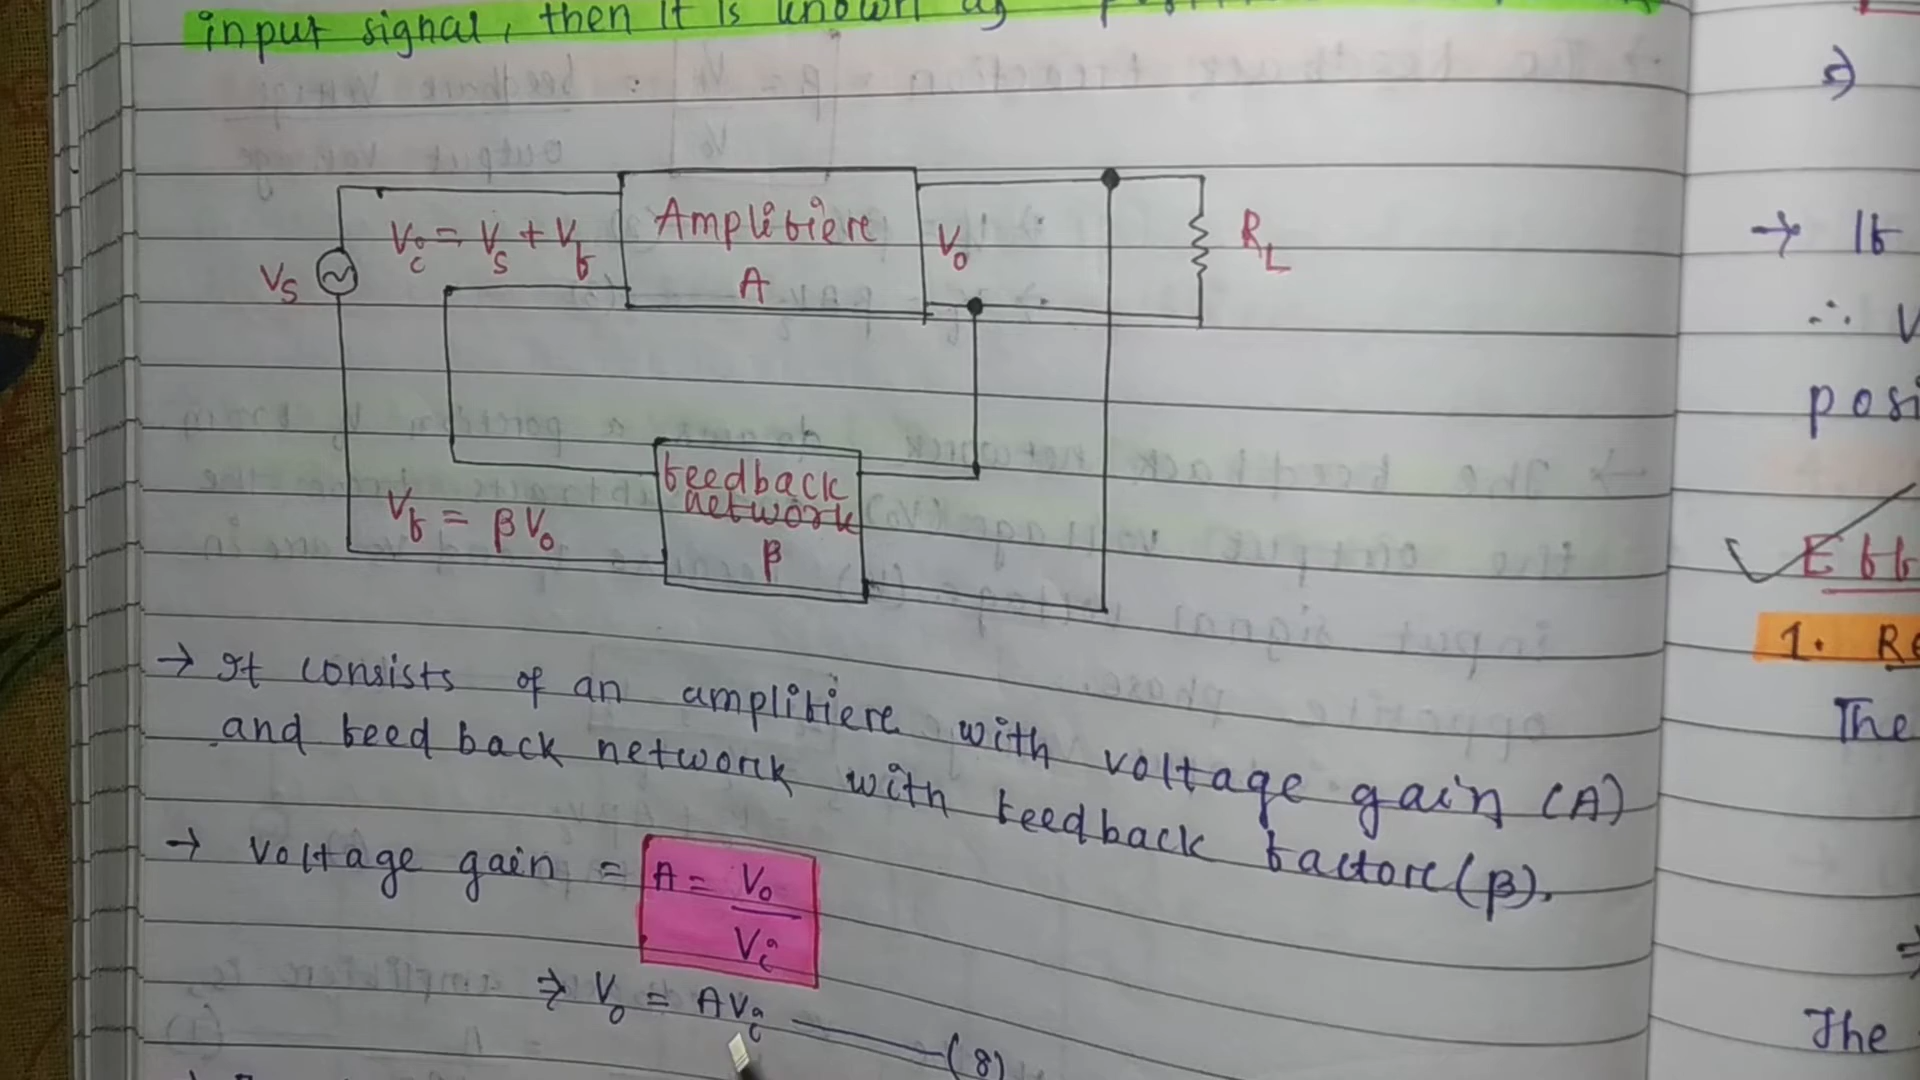 input signal, then it is known as
Vs
Vi = Vs + Vf
Amplifiere
A
Vo
RL
feedback
network
β
Vf = βVo
→ It consists of an amplifiere with voltage gain (A)
and feed back network with feedback factore (β).
→ Voltage gain = A = Vo
Vi
⇒ Vo = AVi ——— (8)
→ If
∴ V
posi
Eff
1. Re
The
⇒
The